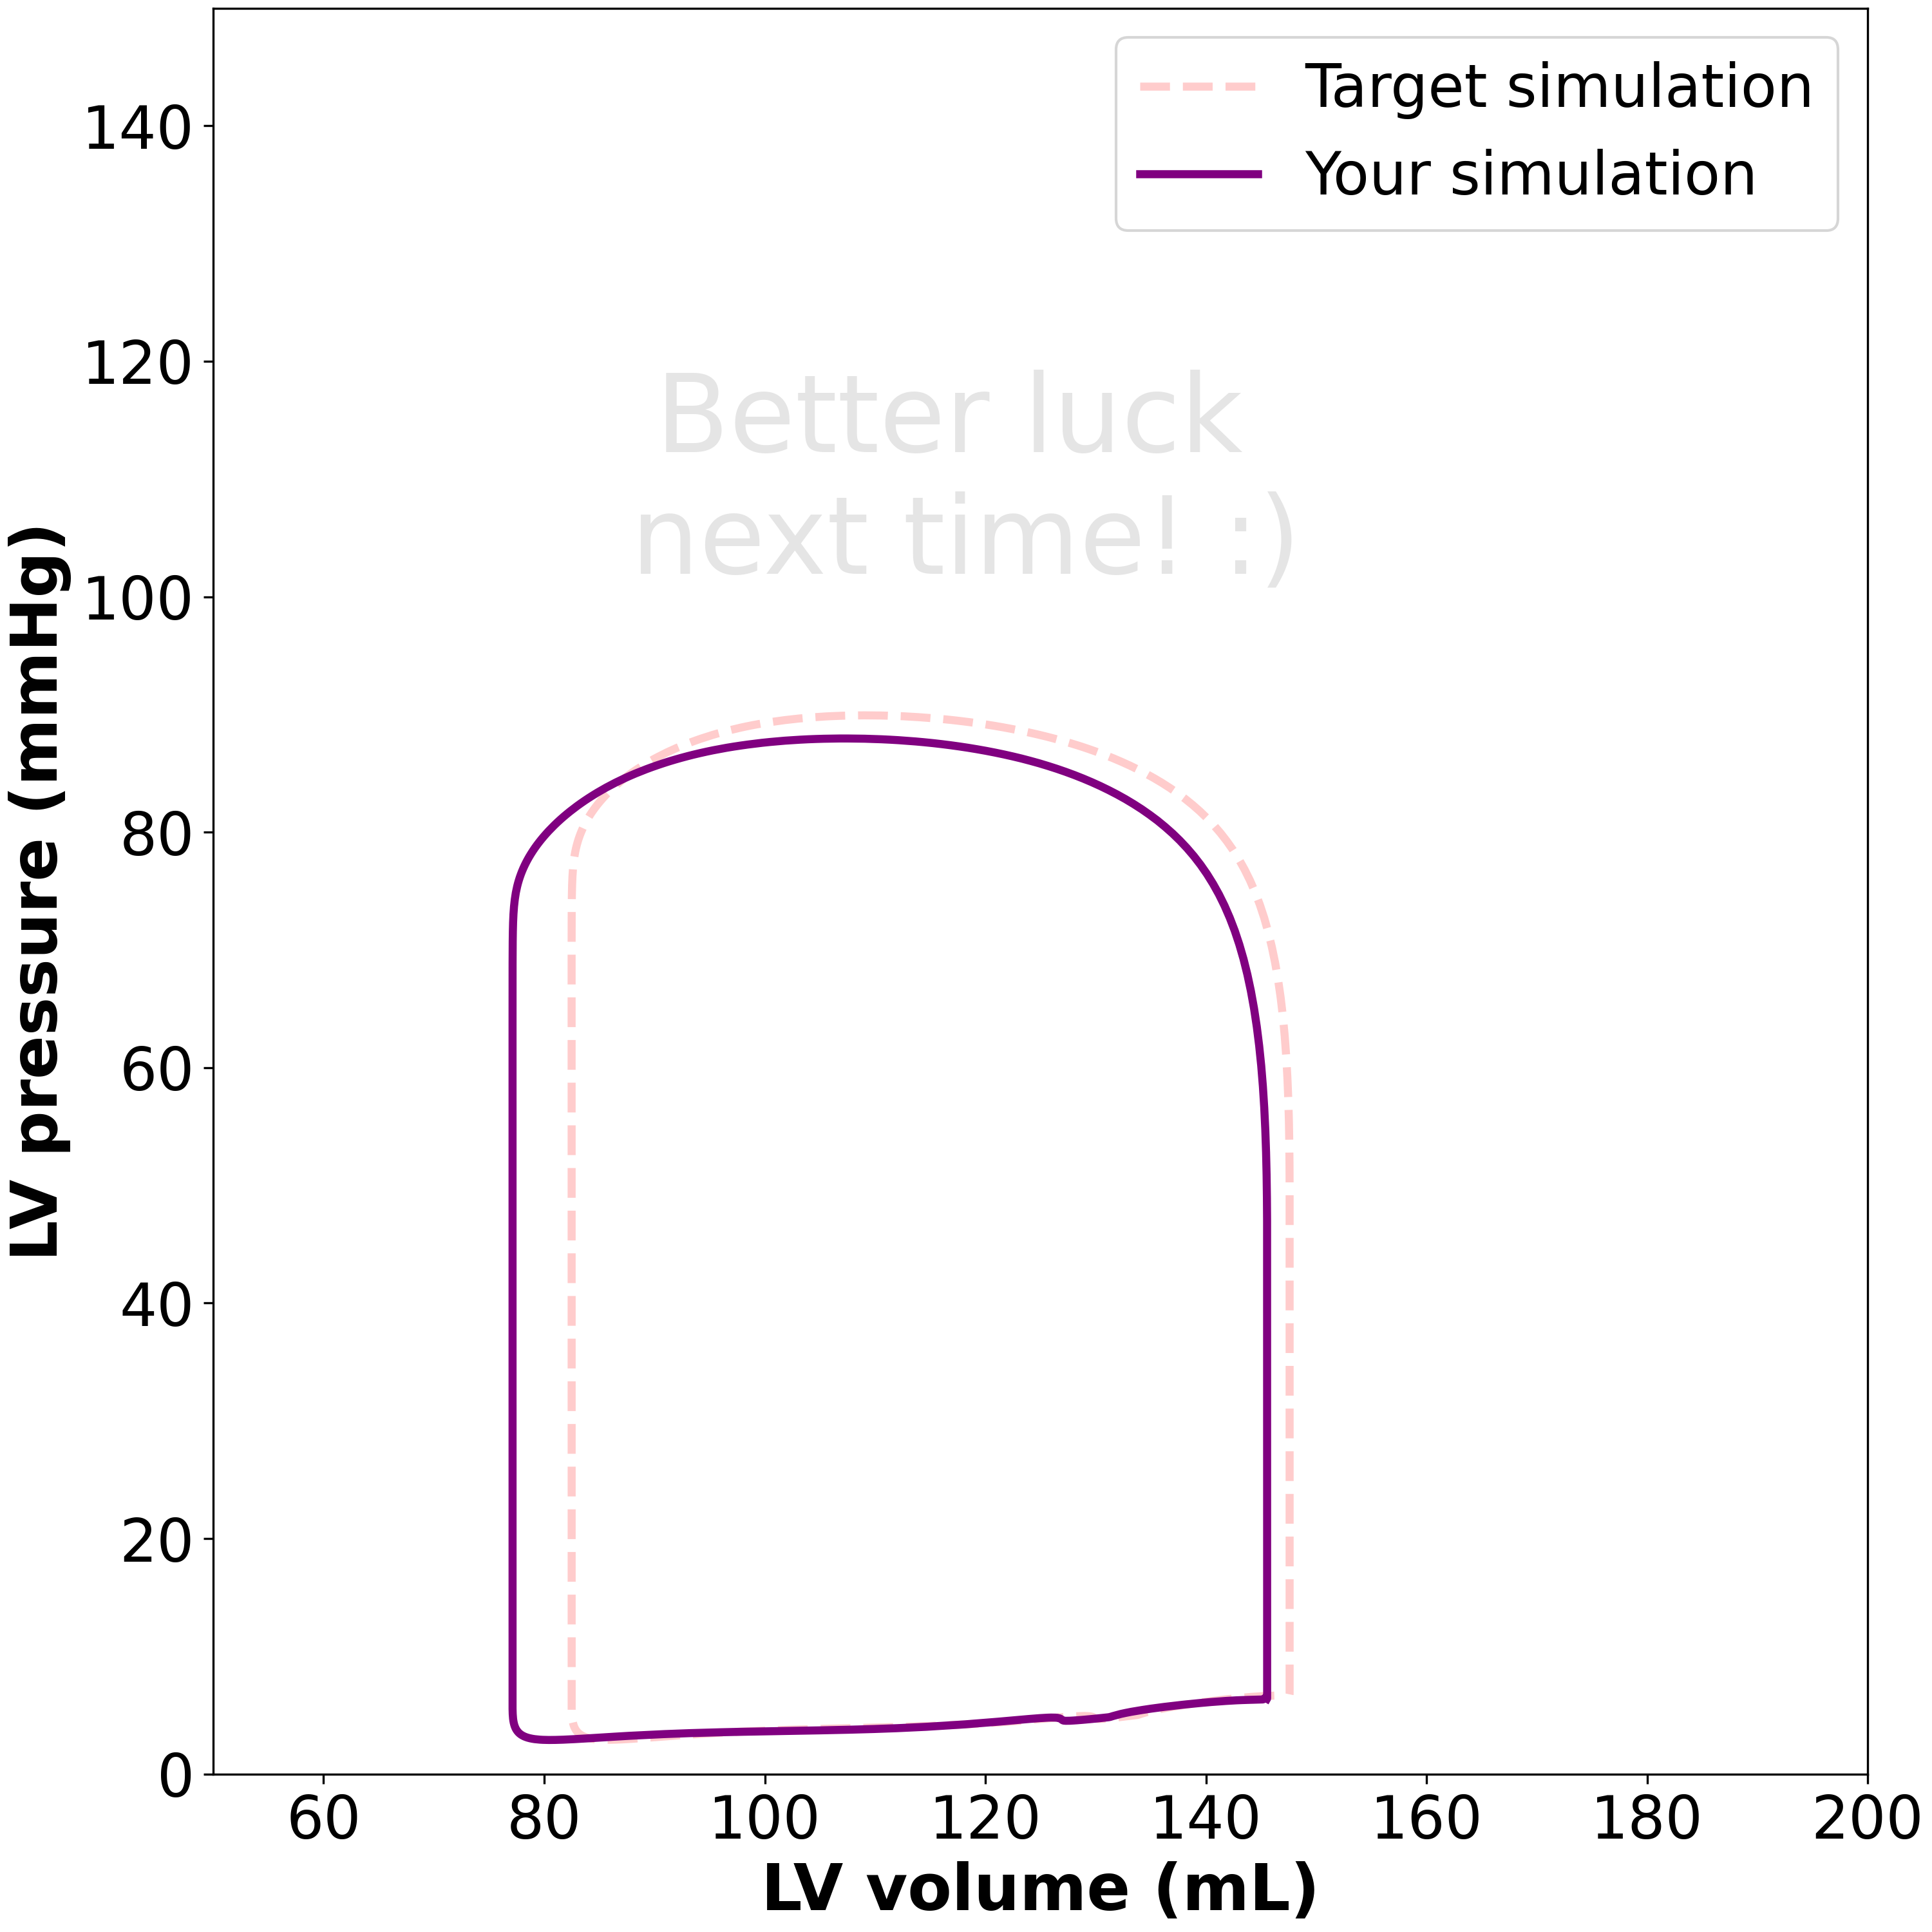 Target simulation
Your simulation
Better luck
next time! :)
LV pressure (mmHg)
140
120
100
80
60
40
20
0
60 80 100 120 140 160 180 200
LV volume (mL)